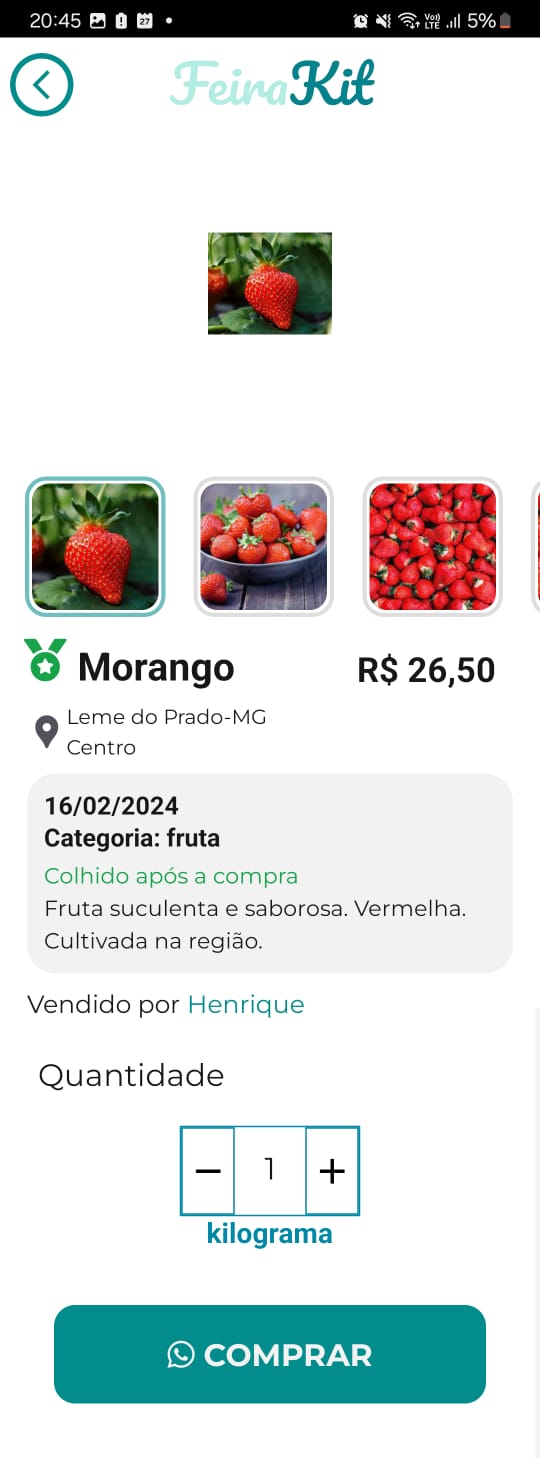 20:45 27 Vo)) LTE 5%
FeiraKit
Morango
R$ 26,50
Leme do Prado-MG
Centro
16/02/2024
Categoria: fruta
Colhido após a compra
Fruta suculenta e saborosa. Vermelha.
Cultivada na região.
Vendido por Henrique
Quantidade
− 1 +
kilograma
COMPRAR